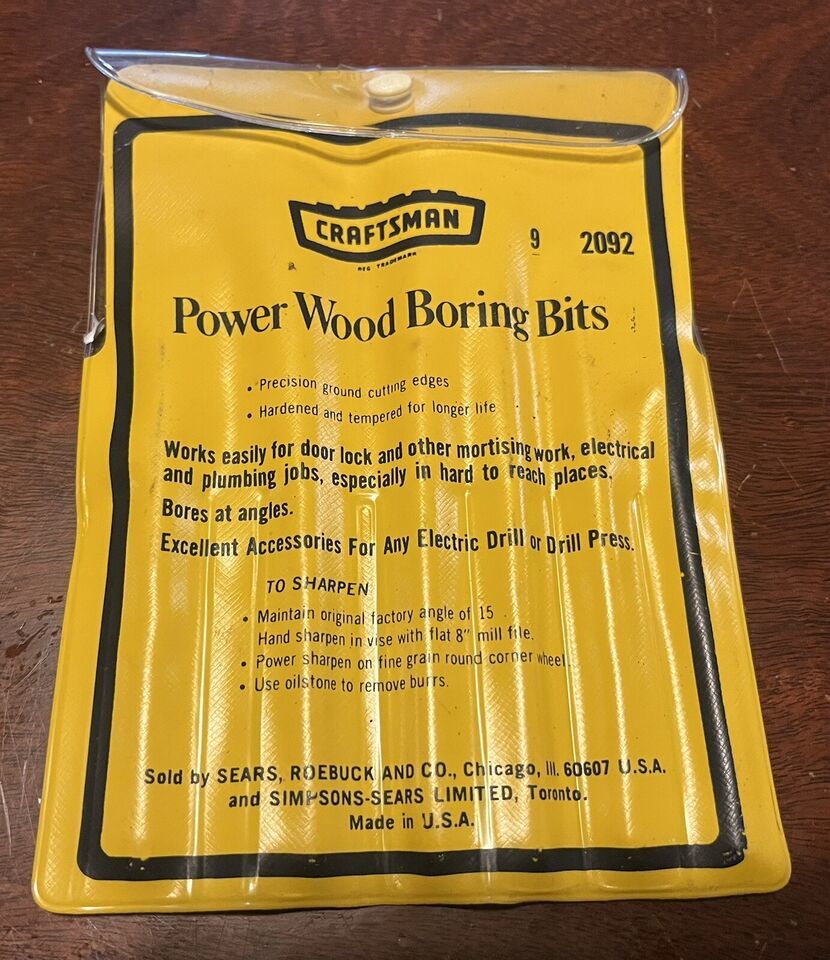 CRAFTSMAN
REG TRADEMARK
9 2092
Power Wood Boring Bits
• Precision ground cutting edges
• Hardened and tempered for longer life
Works easily for door lock and other mortising work, electrical
and plumbing jobs, especially in hard to reach places.
Bores at angles.
Excellent Accessories For Any Electric Drill or Drill Press.
TO SHARPEN
• Maintain original factory angle of 15
Hand sharpen in vise with flat 8" mill file.
• Power sharpen on fine grain round corner wheel.
• Use oilstone to remove burrs.
Sold by SEARS, ROEBUCK AND CO., Chicago, Ill. 60607 U.S.A.
and SIMPSONS-SEARS LIMITED, Toronto.
Made in U.S.A.